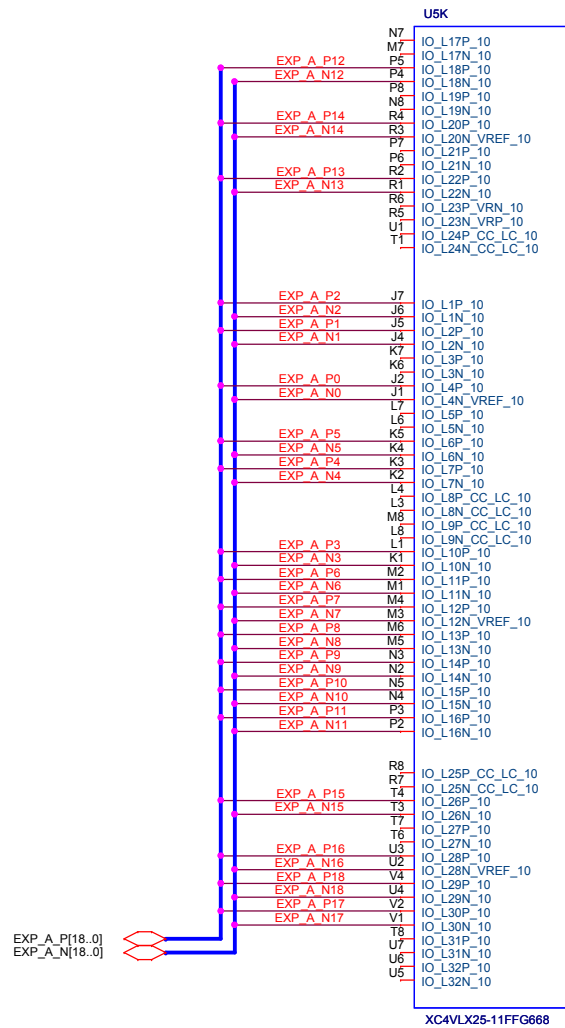 U5K
N7 IO_L17P_10
M7 IO_L17N_10
EXP_A_P12 P5 IO_L18P_10
EXP_A_N12 P4 IO_L18N_10
P8 IO_L19P_10
N8 IO_L19N_10
EXP_A_P14 R4 IO_L20P_10
EXP_A_N14 R3 IO_L20N_VREF_10
P7 IO_L21P_10
P6 IO_L21N_10
EXP_A_P13 R2 IO_L22P_10
EXP_A_N13 R1 IO_L22N_10
R6 IO_L23P_VRN_10
R5 IO_L23N_VRP_10
U1 IO_L24P_CC_LC_10
T1 IO_L24N_CC_LC_10
EXP_A_P2 J7 IO_L1P_10
EXP_A_N2 J6 IO_L1N_10
EXP_A_P1 J5 IO_L2P_10
EXP_A_N1 J4 IO_L2N_10
K7 IO_L3P_10
K6 IO_L3N_10
EXP_A_P0 J2 IO_L4P_10
EXP_A_N0 J1 IO_L4N_VREF_10
L7 IO_L5P_10
L6 IO_L5N_10
EXP_A_P5 K5 IO_L6P_10
EXP_A_N5 K4 IO_L6N_10
EXP_A_P4 K3 IO_L7P_10
EXP_A_N4 K2 IO_L7N_10
L4 IO_L8P_CC_LC_10
L3 IO_L8N_CC_LC_10
M8 IO_L9P_CC_LC_10
L8 IO_L9N_CC_LC_10
EXP_A_P3 L1 IO_L10P_10
EXP_A_N3 K1 IO_L10N_10
EXP_A_P6 M2 IO_L11P_10
EXP_A_N6 M1 IO_L11N_10
EXP_A_P7 M4 IO_L12P_10
EXP_A_N7 M3 IO_L12N_VREF_10
EXP_A_P8 M6 IO_L13P_10
EXP_A_N8 M5 IO_L13N_10
EXP_A_P9 N3 IO_L14P_10
EXP_A_N9 N2 IO_L14N_10
EXP_A_P10 N5 IO_L15P_10
EXP_A_N10 N4 IO_L15N_10
EXP_A_P11 P3 IO_L16P_10
EXP_A_N11 P2 IO_L16N_10
R8 IO_L25P_CC_LC_10
R7 IO_L25N_CC_LC_10
EXP_A_P15 T4 IO_L26P_10
EXP_A_N15 T3 IO_L26N_10
T7 IO_L27P_10
T6 IO_L27N_10
EXP_A_P16 U3 IO_L28P_10
EXP_A_N16 U2 IO_L28N_VREF_10
EXP_A_P18 V4 IO_L29P_10
EXP_A_N18 U4 IO_L29N_10
EXP_A_P17 V2 IO_L30P_10
EXP_A_N17 V1 IO_L30N_10
EXP_A_P[18..0] T8 IO_L31P_10
EXP_A_N[18..0] U7 IO_L31N_10
U6 IO_L32P_10
U5 IO_L32N_10
XC4VLX25-11FFG668